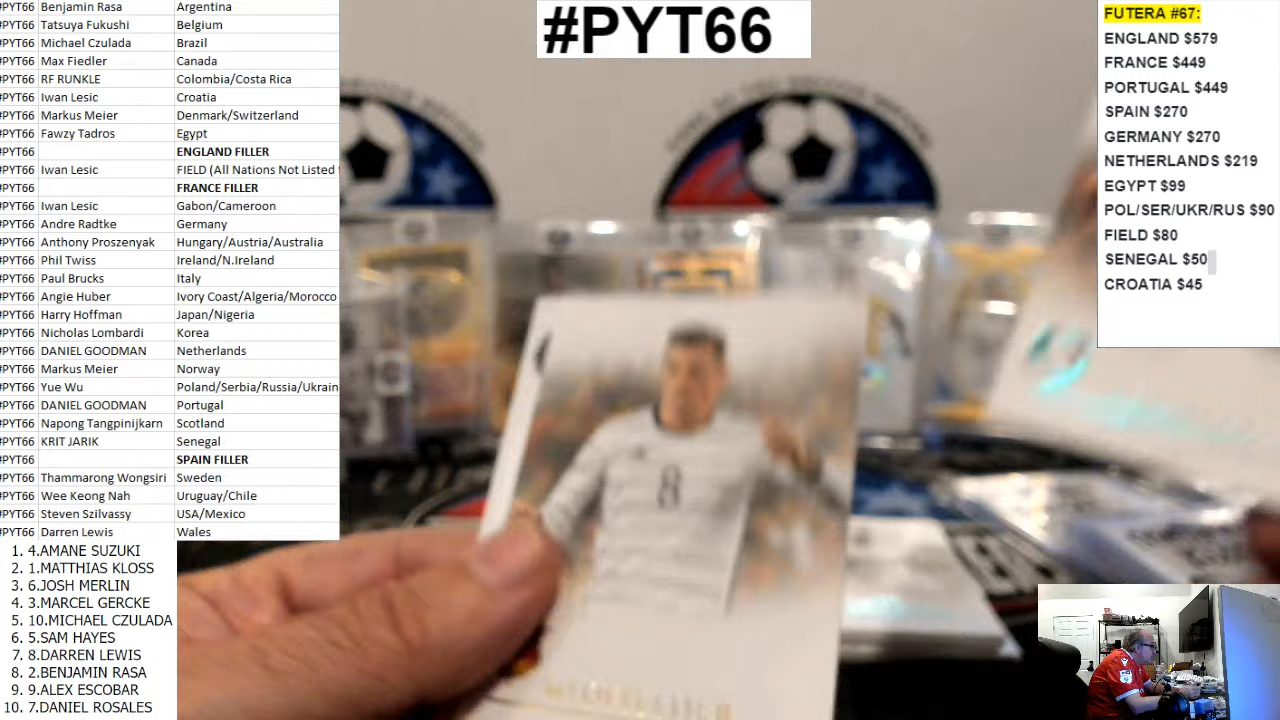 #PYT66 Benjamin Rasa Argentina
#PYT66 Tatsuya Fukushi Belgium
#PYT66 Michael Czulada Brazil
#PYT66 Max Fiedler Canada
#PYT66 RF RUNKLE Colombia/Costa Rica
#PYT66 Iwan Lesic Croatia
#PYT66 Markus Meier Denmark/Switzerland
#PYT66 Fawzy Tadros Egypt
#PYT66 ENGLAND FILLER
#PYT66 Iwan Lesic FIELD (All Nations Not Listed
#PYT66 FRANCE FILLER
#PYT66 Iwan Lesic Gabon/Cameroon
#PYT66 Andre Radtke Germany
#PYT66 Anthony Proszenyak Hungary/Austria/Australia
#PYT66 Phil Twiss Ireland/N.Ireland
#PYT66 Paul Brucks Italy
#PYT66 Angie Huber Ivory Coast/Algeria/Morocco
#PYT66 Harry Hoffman Japan/Nigeria
#PYT66 Nicholas Lombardi Korea
#PYT66 DANIEL GOODMAN Netherlands
#PYT66 Markus Meier Norway
#PYT66 Yue Wu Poland/Serbia/Russia/Ukrain
#PYT66 DANIEL GOODMAN Portugal
#PYT66 Napong Tangpinijkarn Scotland
#PYT66 KRIT JARIK Senegal
#PYT66 SPAIN FILLER
#PYT66 Thammarong Wongsiri Sweden
#PYT66 Wee Keong Nah Uruguay/Chile
#PYT66 Steven Szilvassy USA/Mexico
#PYT66 Darren Lewis Wales
1. 4.AMANE SUZUKI
2. 1.MATTHIAS KLOSS
3. 6.JOSH MERLIN
4. 3.MARCEL GERCKE
5. 10.MICHAEL CZULADA
6. 5.SAM HAYES
7. 8.DARREN LEWIS
8. 2.BENJAMIN RASA
9. 9.ALEX ESCOBAR
10. 7.DANIEL ROSALES
#PYT66
8
FUTERA #67:
ENGLAND $579
FRANCE $449
PORTUGAL $449
SPAIN $270
GERMANY $270
NETHERLANDS $219
EGYPT $99
POL/SER/UKR/RUS $90
FIELD $80
SENEGAL $50
CROATIA $45